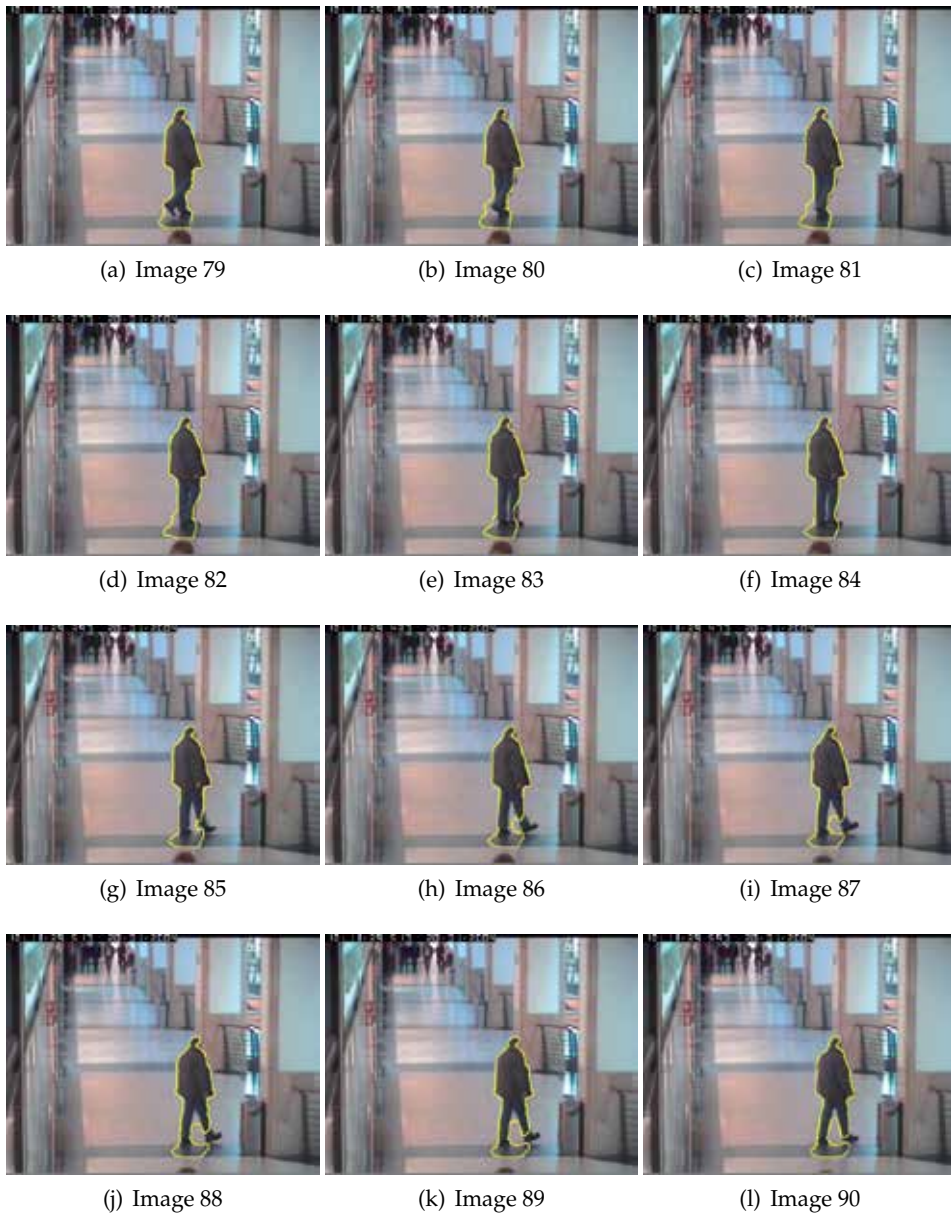 (a) Image 79
(b) Image 80
(c) Image 81
(d) Image 82
(e) Image 83
(f) Image 84
(g) Image 85
(h) Image 86
(i) Image 87
(j) Image 88
(k) Image 89
(l) Image 90